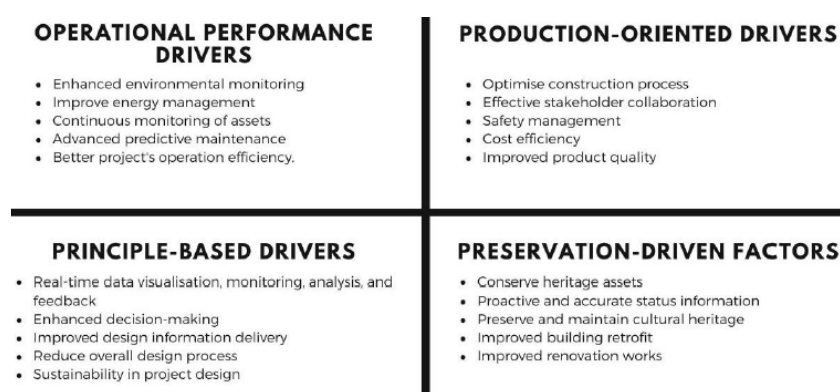 OPERATIONAL PERFORMANCE
DRIVERS
• Enhanced environmental monitoring
• Improve energy management
• Continuous monitoring of assets
• Advanced predictive maintenance
• Better project's operation efficiency.
PRODUCTION-ORIENTED DRIVERS
• Optimise construction process
• Effective stakeholder collaboration
• Safety management
• Cost efficiency
• Improved product quality
PRINCIPLE-BASED DRIVERS
• Real-time data visualisation, monitoring, analysis, and
feedback
• Enhanced decision-making
• Improved design information delivery
• Reduce overall design process
• Sustainability in project design
PRESERVATION-DRIVEN FACTORS
• Conserve heritage assets
• Proactive and accurate status information
• Preserve and maintain cultural heritage
• Improved building retrofit
• Improved renovation works